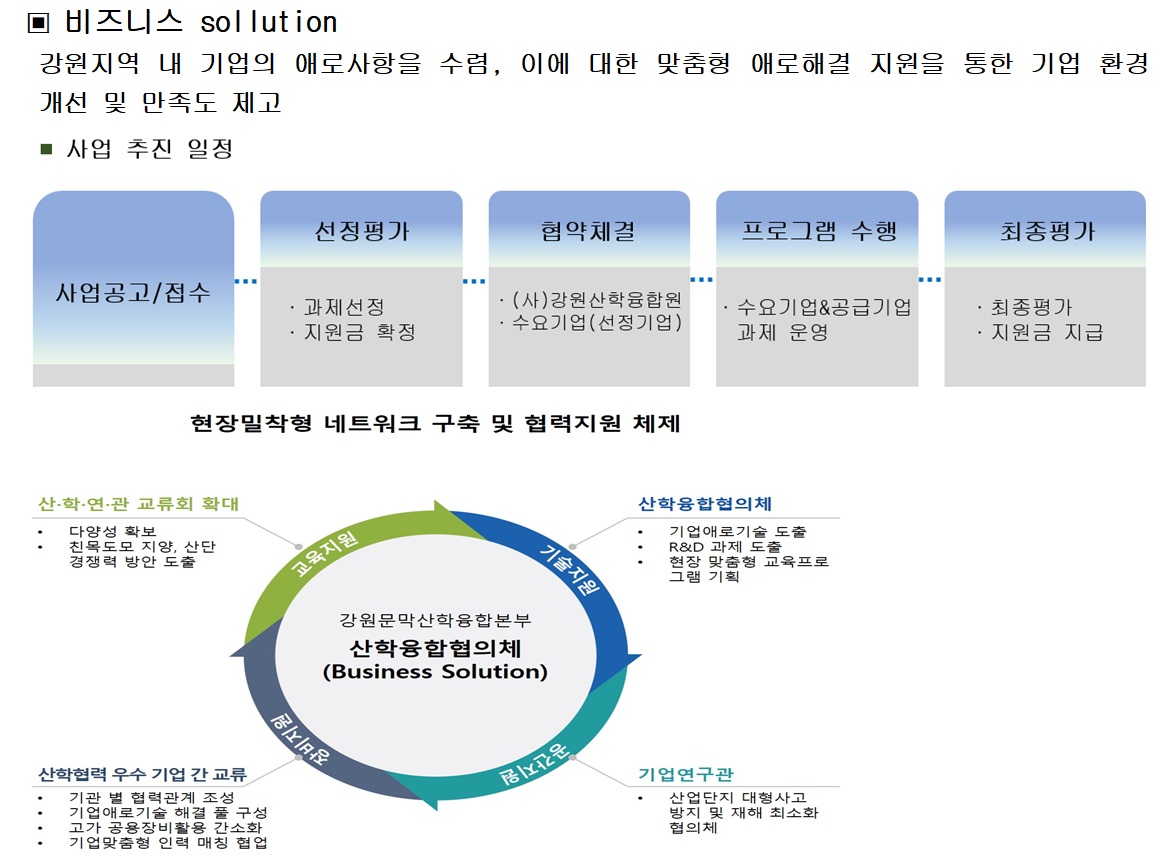 ▣ 비즈니스 sollution
강원지역 내 기업의 애로사항을 수렴, 이에 대한 맞춤형 애로해결 지원을 통한 기업 환경
개선 및 만족도 제고
■ 사업 추진 일정
사업공고/접수
선정평가
· 과제선정
· 지원금 확정
협약체결
· (사)강원산학융합원
· 수요기업(선정기업)
프로그램 수행
· 수요기업&공급기업
과제 운영
최종평가
· 최종평가
· 지원금 지급
현장밀착형 네트워크 구축 및 협력지원 체제
산·학·연·관 교류회 확대
• 다양성 확보
• 친목도모 지양, 산단
경쟁력 방안 도출
산학융합협의체
• 기업애로기술 도출
• R&D 과제 도출
• 현장 맞춤형 교육프로
그램 기획
교육지원
기술지원
강원문막산학융합본부
산학융합협의체
(Business Solution)
장비지원
공간지원
산학협력 우수 기업 간 교류
• 기관 별 협력관계 조성
• 기업애로기술 해결 풀 구성
• 고가 공용장비활용 간소화
• 기업맞춤형 인력 매칭 협업
기업연구관
• 산업단지 대형사고
방지 및 재해 최소화
협의체